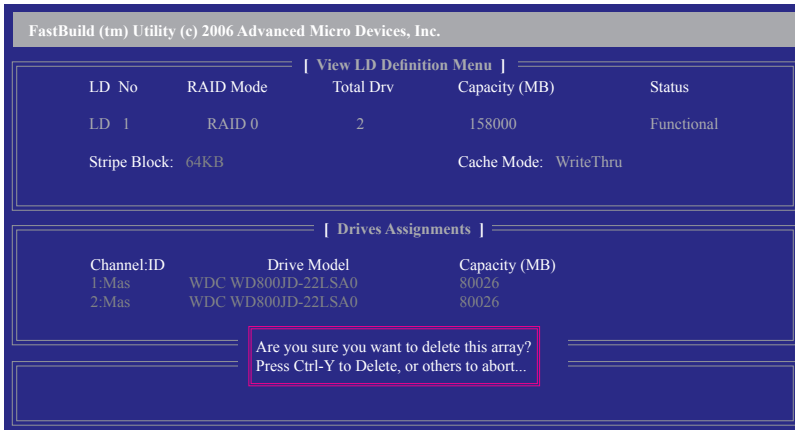 FastBuild (tm) Utility (c) 2006 Advanced Micro Devices, Inc.
[ View LD Definition Menu ]
LD No RAID Mode Total Drv Capacity (MB) Status
LD 1 RAID 0 2 158000 Functional
Stripe Block: 64KB Cache Mode: WriteThru
[ Drives Assignments ]
Channel:ID Drive Model Capacity (MB)
1:Mas WDC WD800JD-22LSA0 80026
2:Mas WDC WD800JD-22LSA0 80026
Are you sure you want to delete this array?
Press Ctrl-Y to Delete, or others to abort...